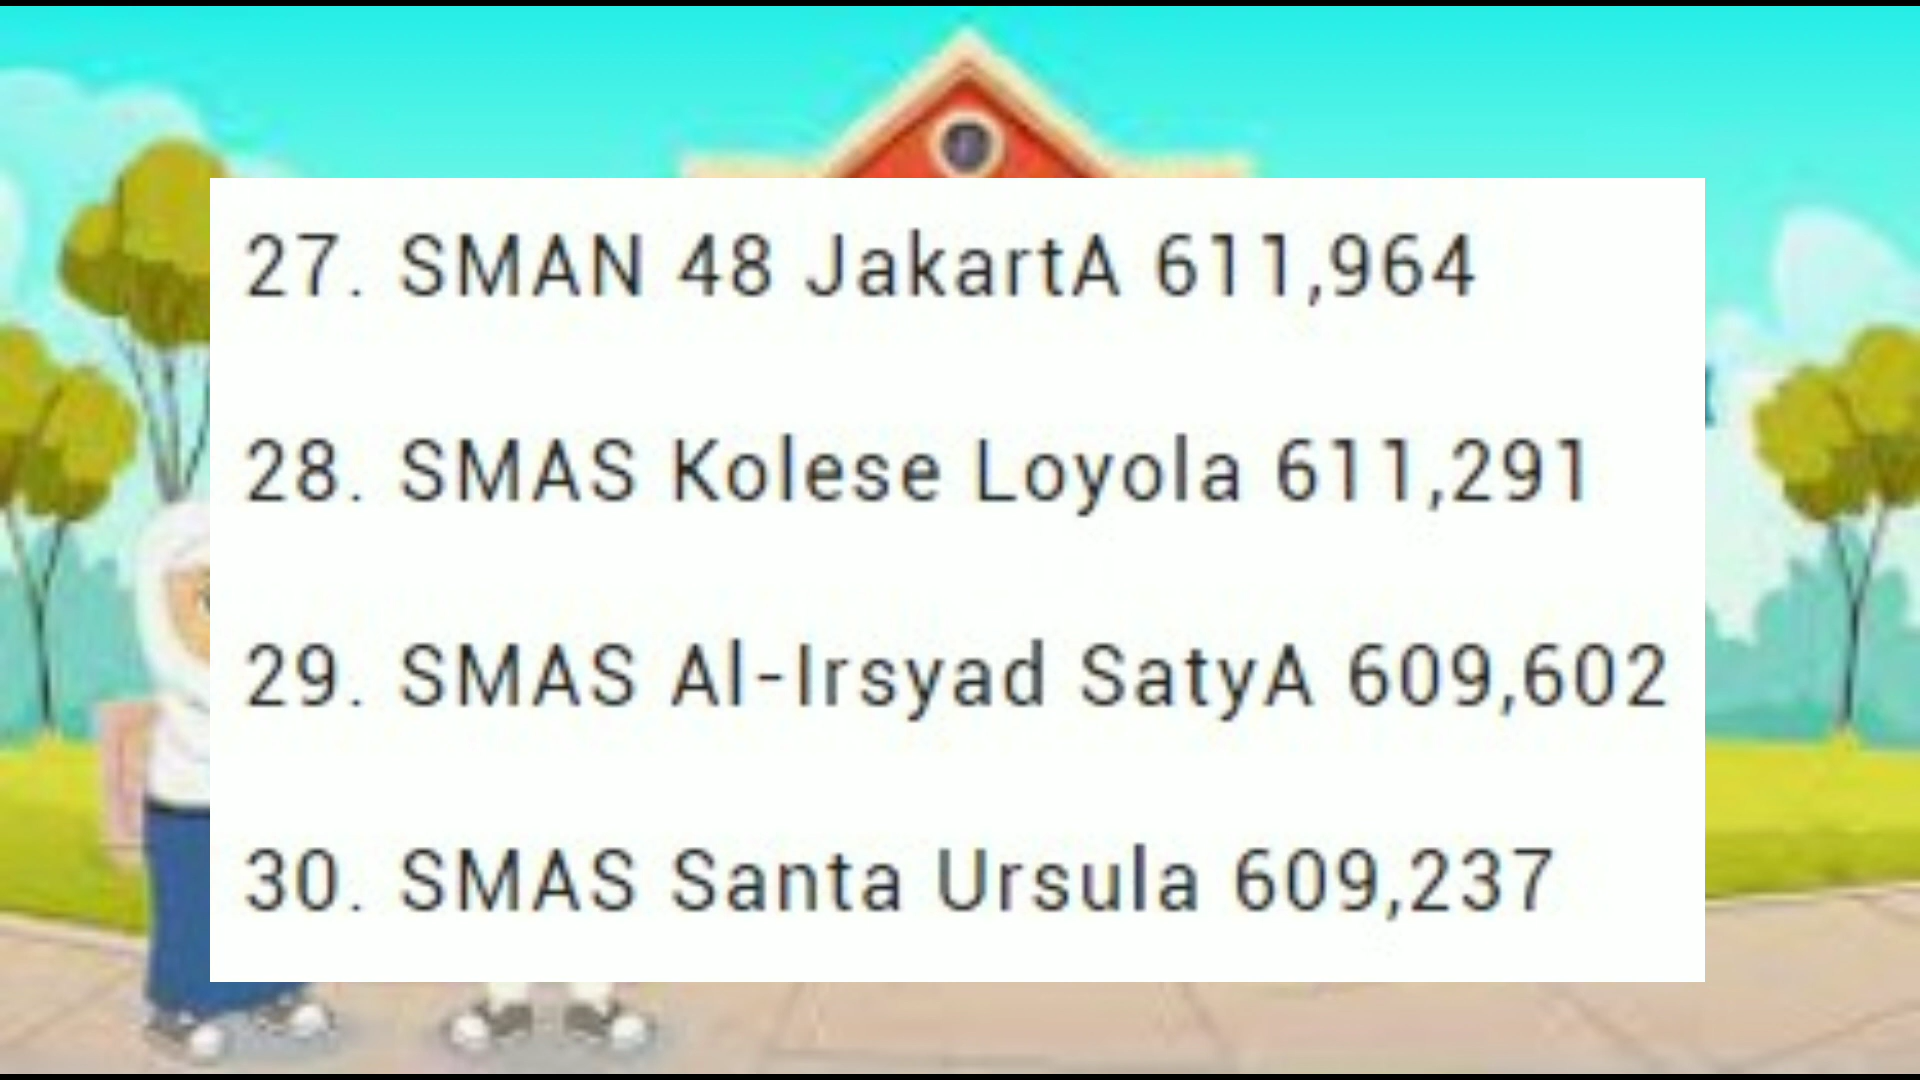 27. SMAN 48 JakartA 611,964
28. SMAS Kolese Loyola 611,291
29. SMAS Al-Irsyad SatyA 609,602
30. SMAS Santa Ursula 609,237